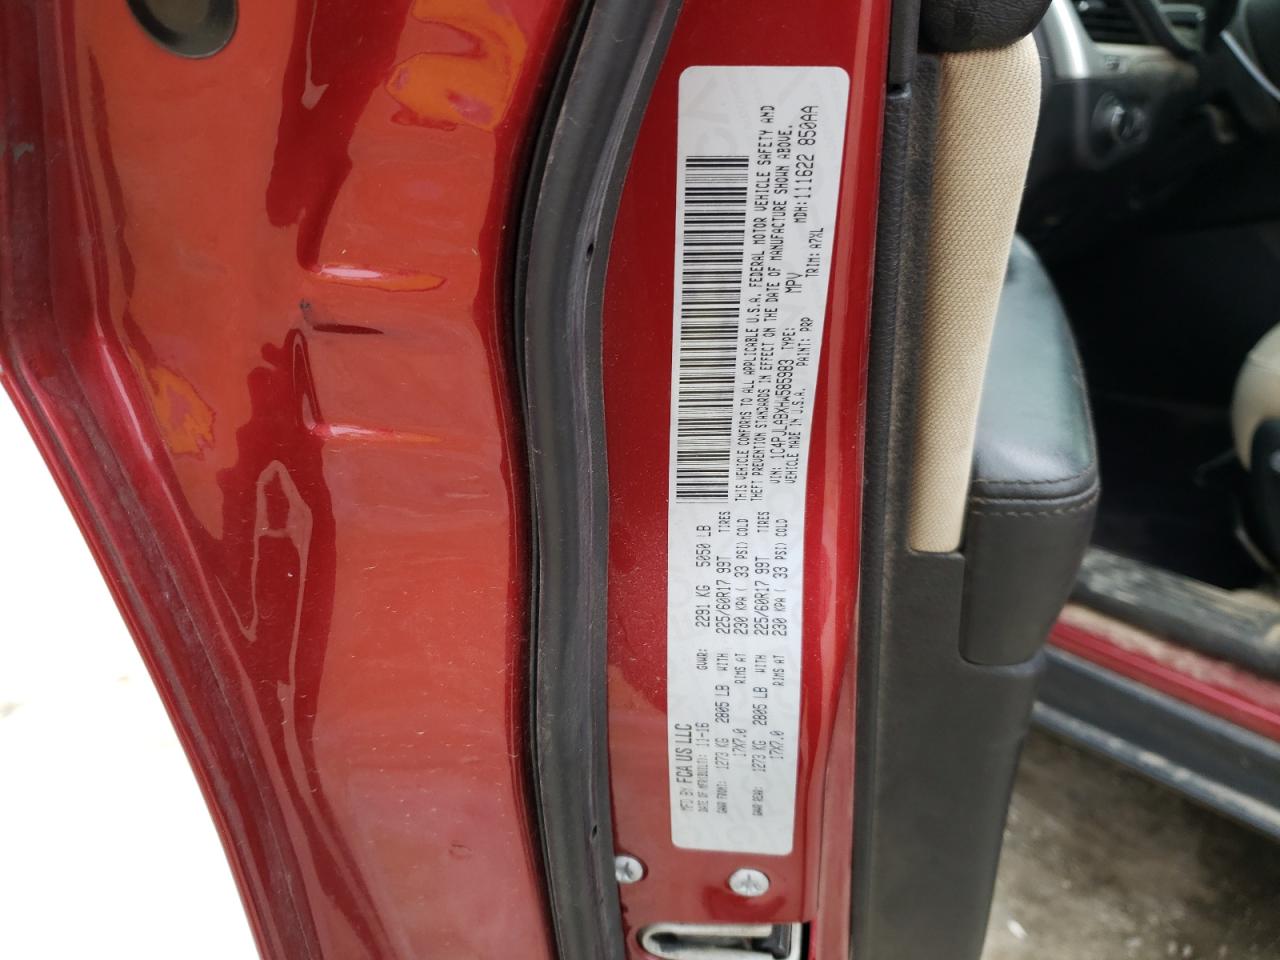 MFD BY FCA US LLC
DATE OF MFR(BUILT): 11-16 GVWR: 2291 KG 5050 LB
GAWR FRONT: 1273 KG 2805 LB WITH 225/60R17 99T TIRES
17X7.0 RIMS AT 230 KPA ( 33 PSI) COLD
GAWR REAR: 1273 KG 2805 LB WITH 225/60R17 99T TIRES
17X7.0 RIMS AT 230 KPA ( 33 PSI) COLD
THIS VEHICLE CONFORMS TO ALL APPLICABLE U.S.A. FEDERAL MOTOR VEHICLE SAFETY AND
THEFT PREVENTION STANDARDS IN EFFECT ON THE DATE OF MANUFACTURE SHOWN ABOVE.
VIN: 1C4PJLABXHW585983 TYPE: MPV MDH: 111622 850AA
VEHICLE MADE IN U.S.A. PAINT: PRP TRIM: A7XL